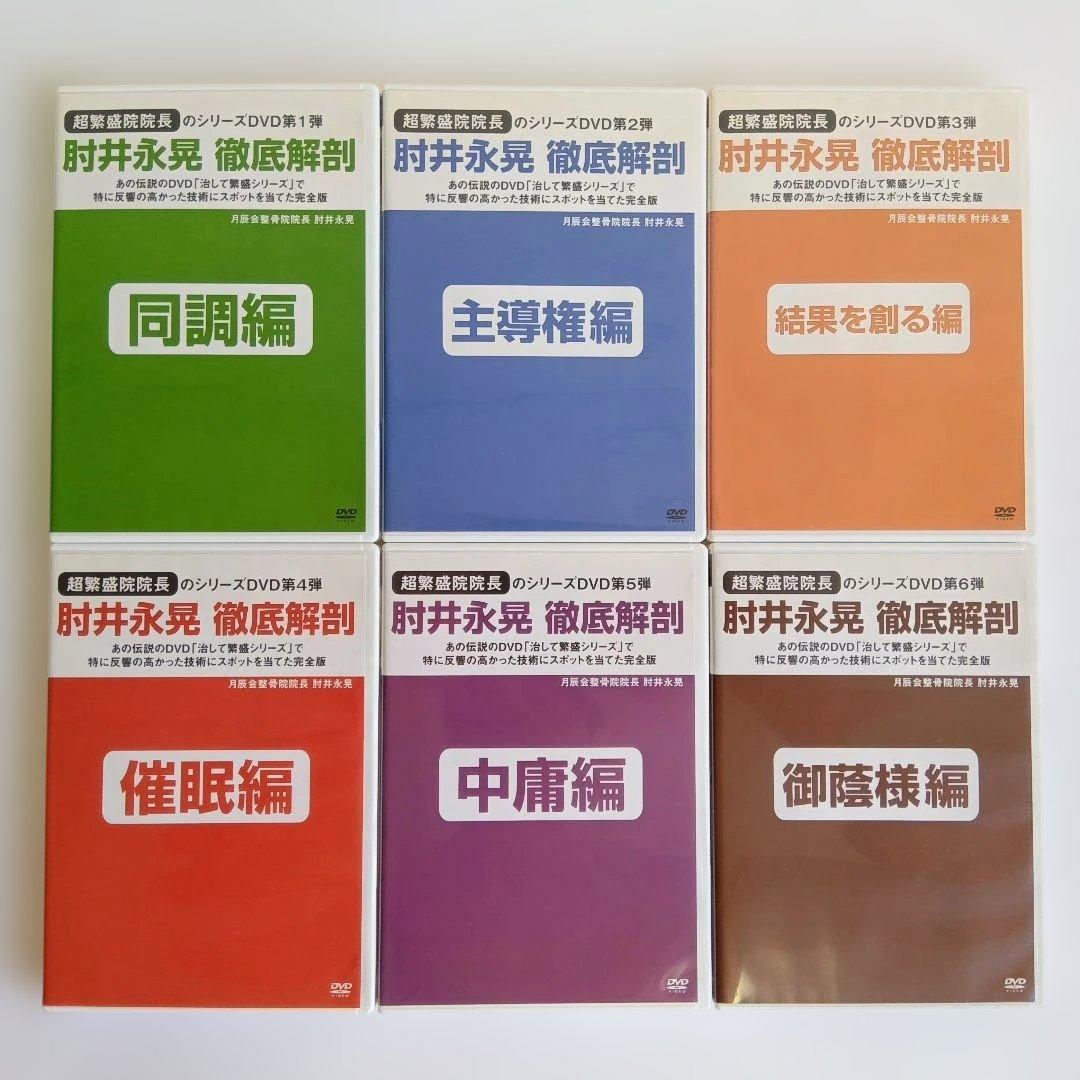 超繁盛院院長 のシリーズDVD第1弾
肘井永晃 徹底解剖
あの伝説のDVD「治して繁盛シリーズ」で
特に反響の高かった技術にスポットを当てた完全版
月辰会整骨院院長 肘井永晃
同調編
DVD
VIDEO
超繁盛院院長 のシリーズDVD第2弾
肘井永晃 徹底解剖
あの伝説のDVD「治して繁盛シリーズ」で
特に反響の高かった技術にスポットを当てた完全版
月辰会整骨院院長 肘井永晃
主導権編
DVD
VIDEO
超繁盛院院長 のシリーズDVD第3弾
肘井永晃 徹底解剖
あの伝説のDVD「治して繁盛シリーズ」で
特に反響の高かった技術にスポットを当てた完全版
月辰会整骨院院長 肘井永晃
結果を創る編
DVD
VIDEO
超繁盛院院長 のシリーズDVD第4弾
肘井永晃 徹底解剖
あの伝説のDVD「治して繁盛シリーズ」で
特に反響の高かった技術にスポットを当てた完全版
月辰会整骨院院長 肘井永晃
催眠編
DVD
VIDEO
超繁盛院院長 のシリーズDVD第5弾
肘井永晃 徹底解剖
あの伝説のDVD「治して繁盛シリーズ」で
特に反響の高かった技術にスポットを当てた完全版
月辰会整骨院院長 肘井永晃
中庸編
DVD
VIDEO
超繁盛院院長 のシリーズDVD第6弾
肘井永晃 徹底解剖
あの伝説のDVD「治して繁盛シリーズ」で
特に反響の高かった技術にスポットを当てた完全版
月辰会整骨院院長 肘井永晃
御蔭様編
DVD
VIDEO